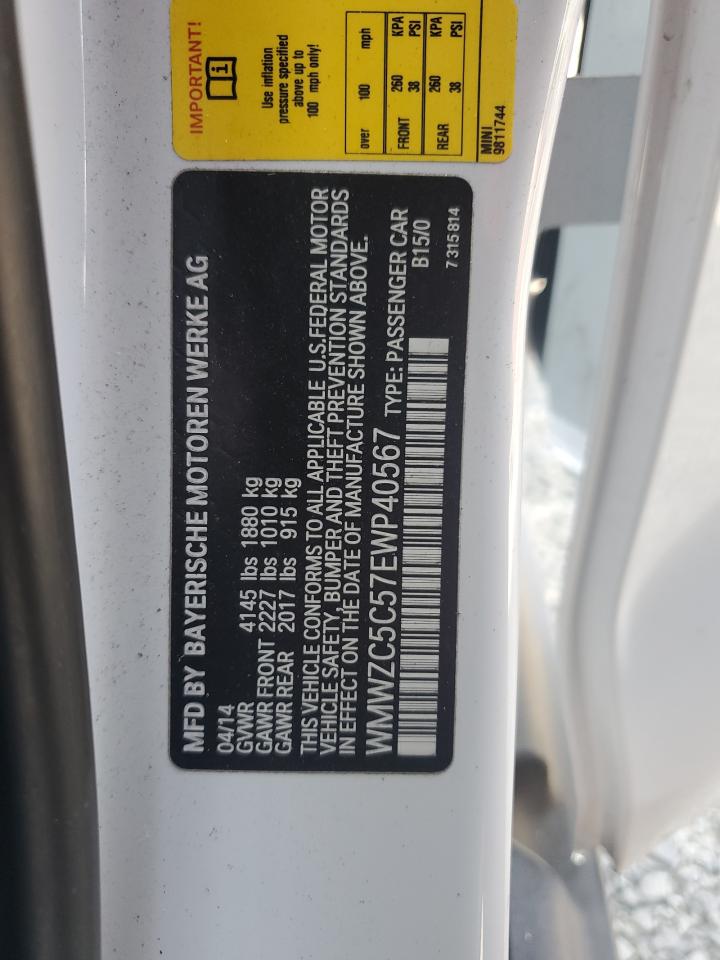 IMPORTANT!
i
Use inflation
pressure specified
above up to
100 mph only!
over 100 mph
KPA PSI
FRONT 260 38
KPA PSI
REAR 260 38
MINI
9811744
MFD BY BAYERISCHE MOTOREN WERKE AG
04/14
GVWR 4145 lbs 1880 kg
GAWR FRONT 2227 lbs 1010 kg
GAWR REAR 2017 lbs 915 kg
THIS VEHICLE CONFORMS TO ALL APPLICABLE U.S.FEDERAL MOTOR
VEHICLE SAFETY, BUMPER AND THEFT PREVENTION STANDARDS
IN EFFECT ON THE DATE OF MANUFACTURE SHOWN ABOVE.
WMWZC5C57EWP40567 TYPE: PASSENGER CAR
B15/0
7 315 814